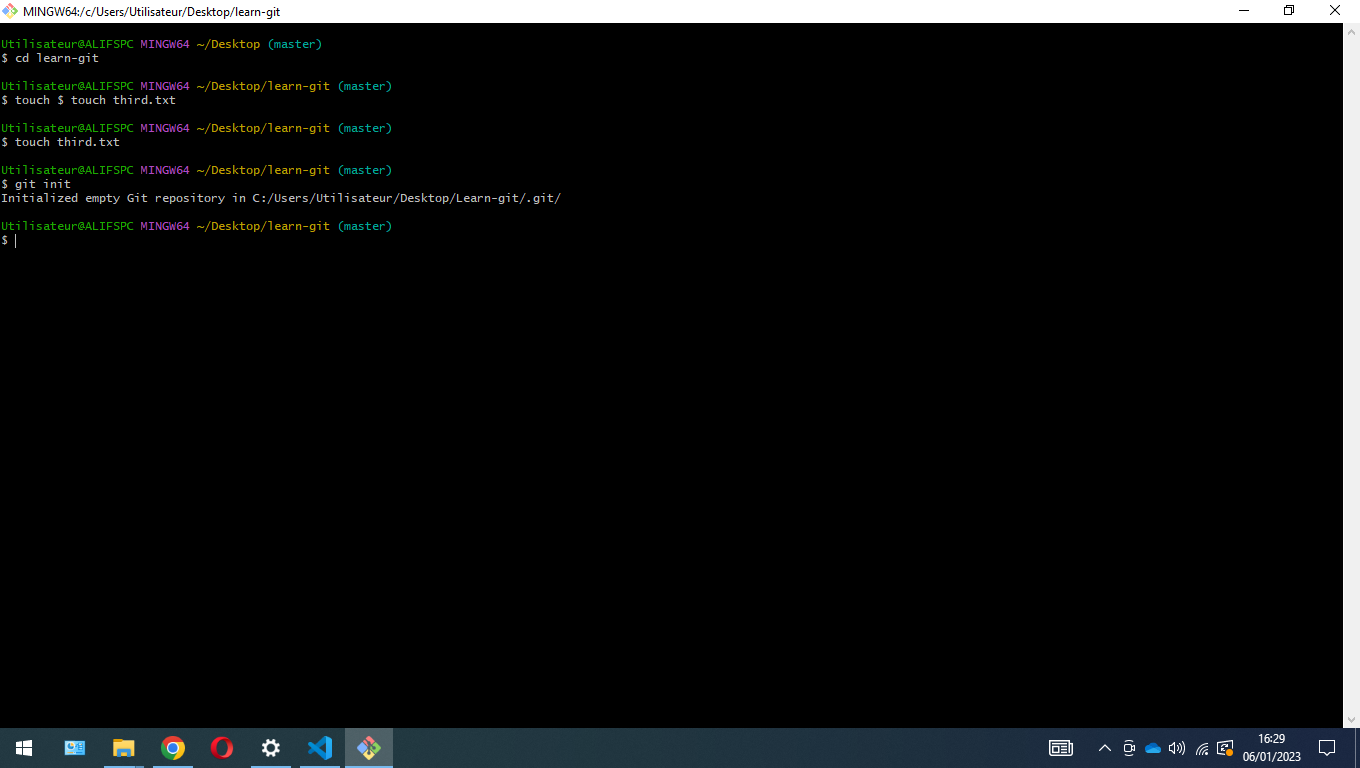 MINGW64:/c/Users/Utilisateur/Desktop/learn-git
Utilisateur@ALIFSPC MINGW64 ~/Desktop (master)
$ cd learn-git
Utilisateur@ALIFSPC MINGW64 ~/Desktop/learn-git (master)
$ touch $ touch third.txt
Utilisateur@ALIFSPC MINGW64 ~/Desktop/learn-git (master)
$ touch third.txt
Utilisateur@ALIFSPC MINGW64 ~/Desktop/learn-git (master)
$ git init
Initialized empty Git repository in C:/Users/Utilisateur/Desktop/Learn-git/.git/
Utilisateur@ALIFSPC MINGW64 ~/Desktop/learn-git (master)
$
16:29
06/01/2023